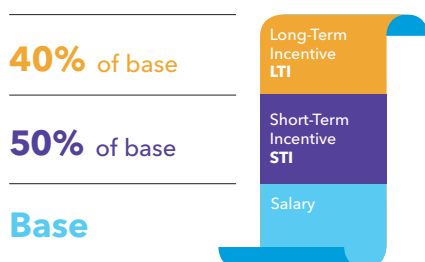 40% of base
Long-Term
Incentive
LTI
50% of base
Short-Term
Incentive
STI
Base
Salary